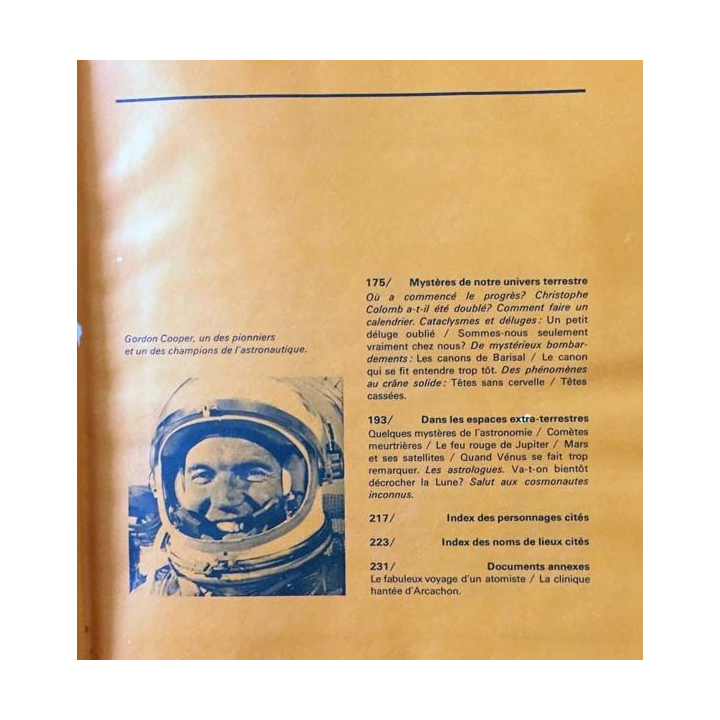 Gordon Cooper, un des pionniers
et un des champions de l'astronautique.
175/ Mystères de notre univers terrestre
Où a commencé le progrès? Christophe
Colomb a-t-il été doublé? Comment faire un
calendrier. Cataclysmes et déluges : Un petit
déluge oublié / Sommes-nous seulement
vraiment chez nous? De mystérieux bombar-
dements : Les canons de Barisal / Le canon
qui se fit entendre trop tôt. Des phénomènes
au crâne solide : Têtes sans cervelle / Têtes
cassées.
193/ Dans les espaces extra-terrestres
Quelques mystères de l'astronomie / Comètes
meurtrières / Le feu rouge de Jupiter / Mars
et ses satellites / Quand Vénus se fait trop
remarquer. Les astrologues. Va-t-on bientôt
décrocher la Lune? Salut aux cosmonautes
inconnus.
217/ Index des personnages cités
223/ Index des noms de lieux cités
231/ Documents annexes
Le fabuleux voyage d'un atomiste / La clinique
hantée d'Arcachon.